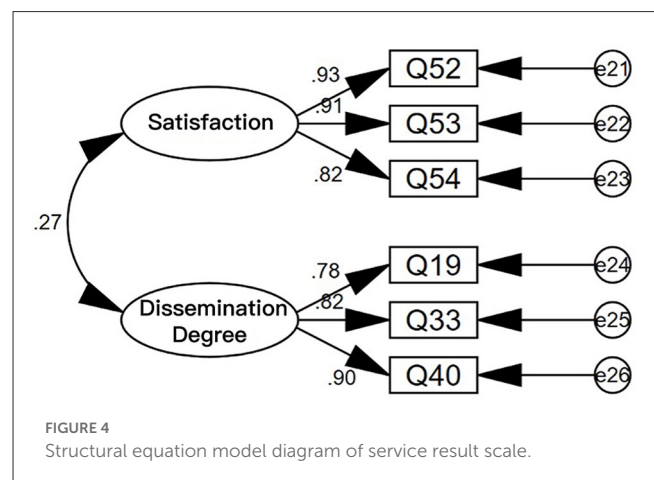 .93
Q52
e21
.91
Satisfaction
Q53
e22
.82
Q54
e23
.27
.78
Q19
e24
.82
Dissemination
Degree
Q33
e25
.90
Q40
e26
FIGURE 4
Structural equation model diagram of service result scale.